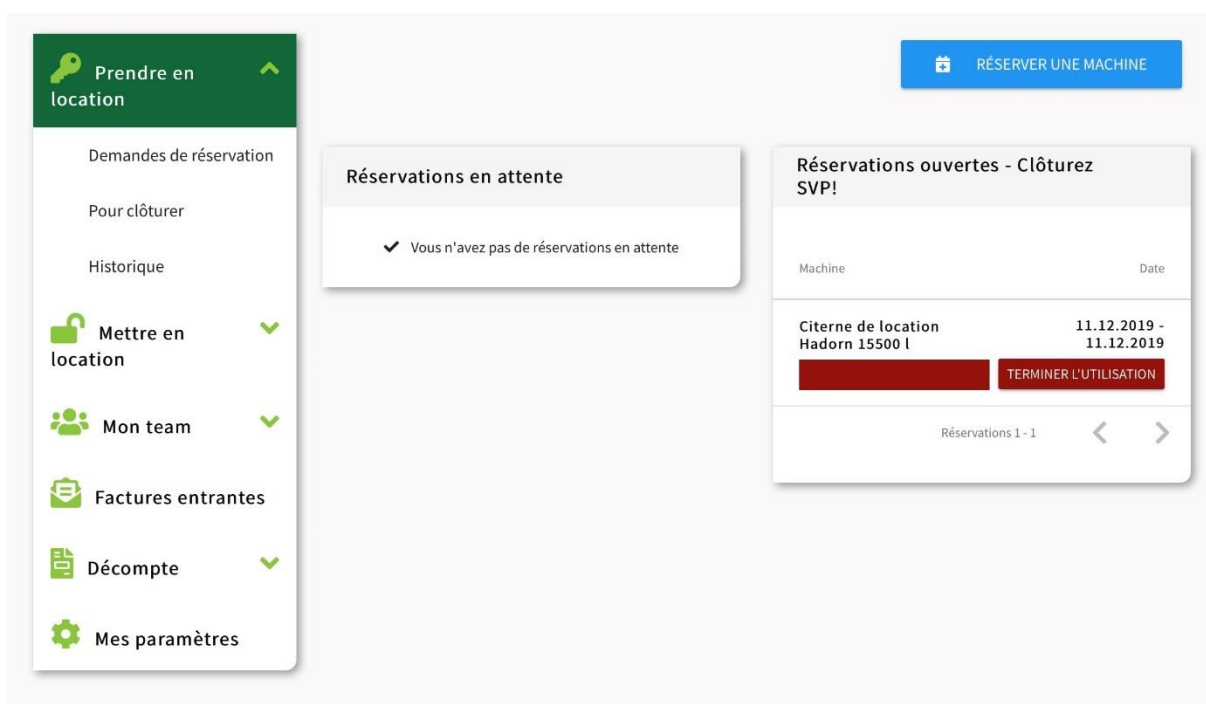 Prendre en
location
Demandes de réservation
Pour clôturer
Historique
Mettre en
location
Mon team
Factures entrantes
Décompte
Mes paramètres
RÉSERVER UNE MACHINE
Réservations en attente
Vous n'avez pas de réservations en attente
Réservations ouvertes - Clôturez
SVP!
Machine Date
Citerne de location 11.12.2019 -
Hadorn 15500 l 11.12.2019
TERMINER L'UTILISATION
Réservations 1 - 1